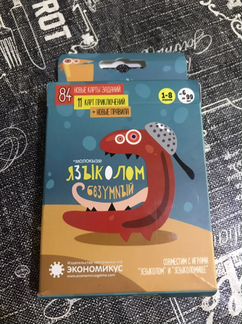 84 НОВЫЕ КАРТЫ ЗАДАНИЙ
11 КАРТ ПРИКЛЮЧЕНИЙ
+ НОВЫЕ ПРАВИЛА
1-8
6
99
ЯЗЫКОЛОМ
БЕЗУМНЫЙ
ЭКОНОМИКУС
СОВМЕСТИМ С ИГРАМИ
"ЯЗЫКОЛОМ" И "ЯЗЫКОЛОМИЩЕ"